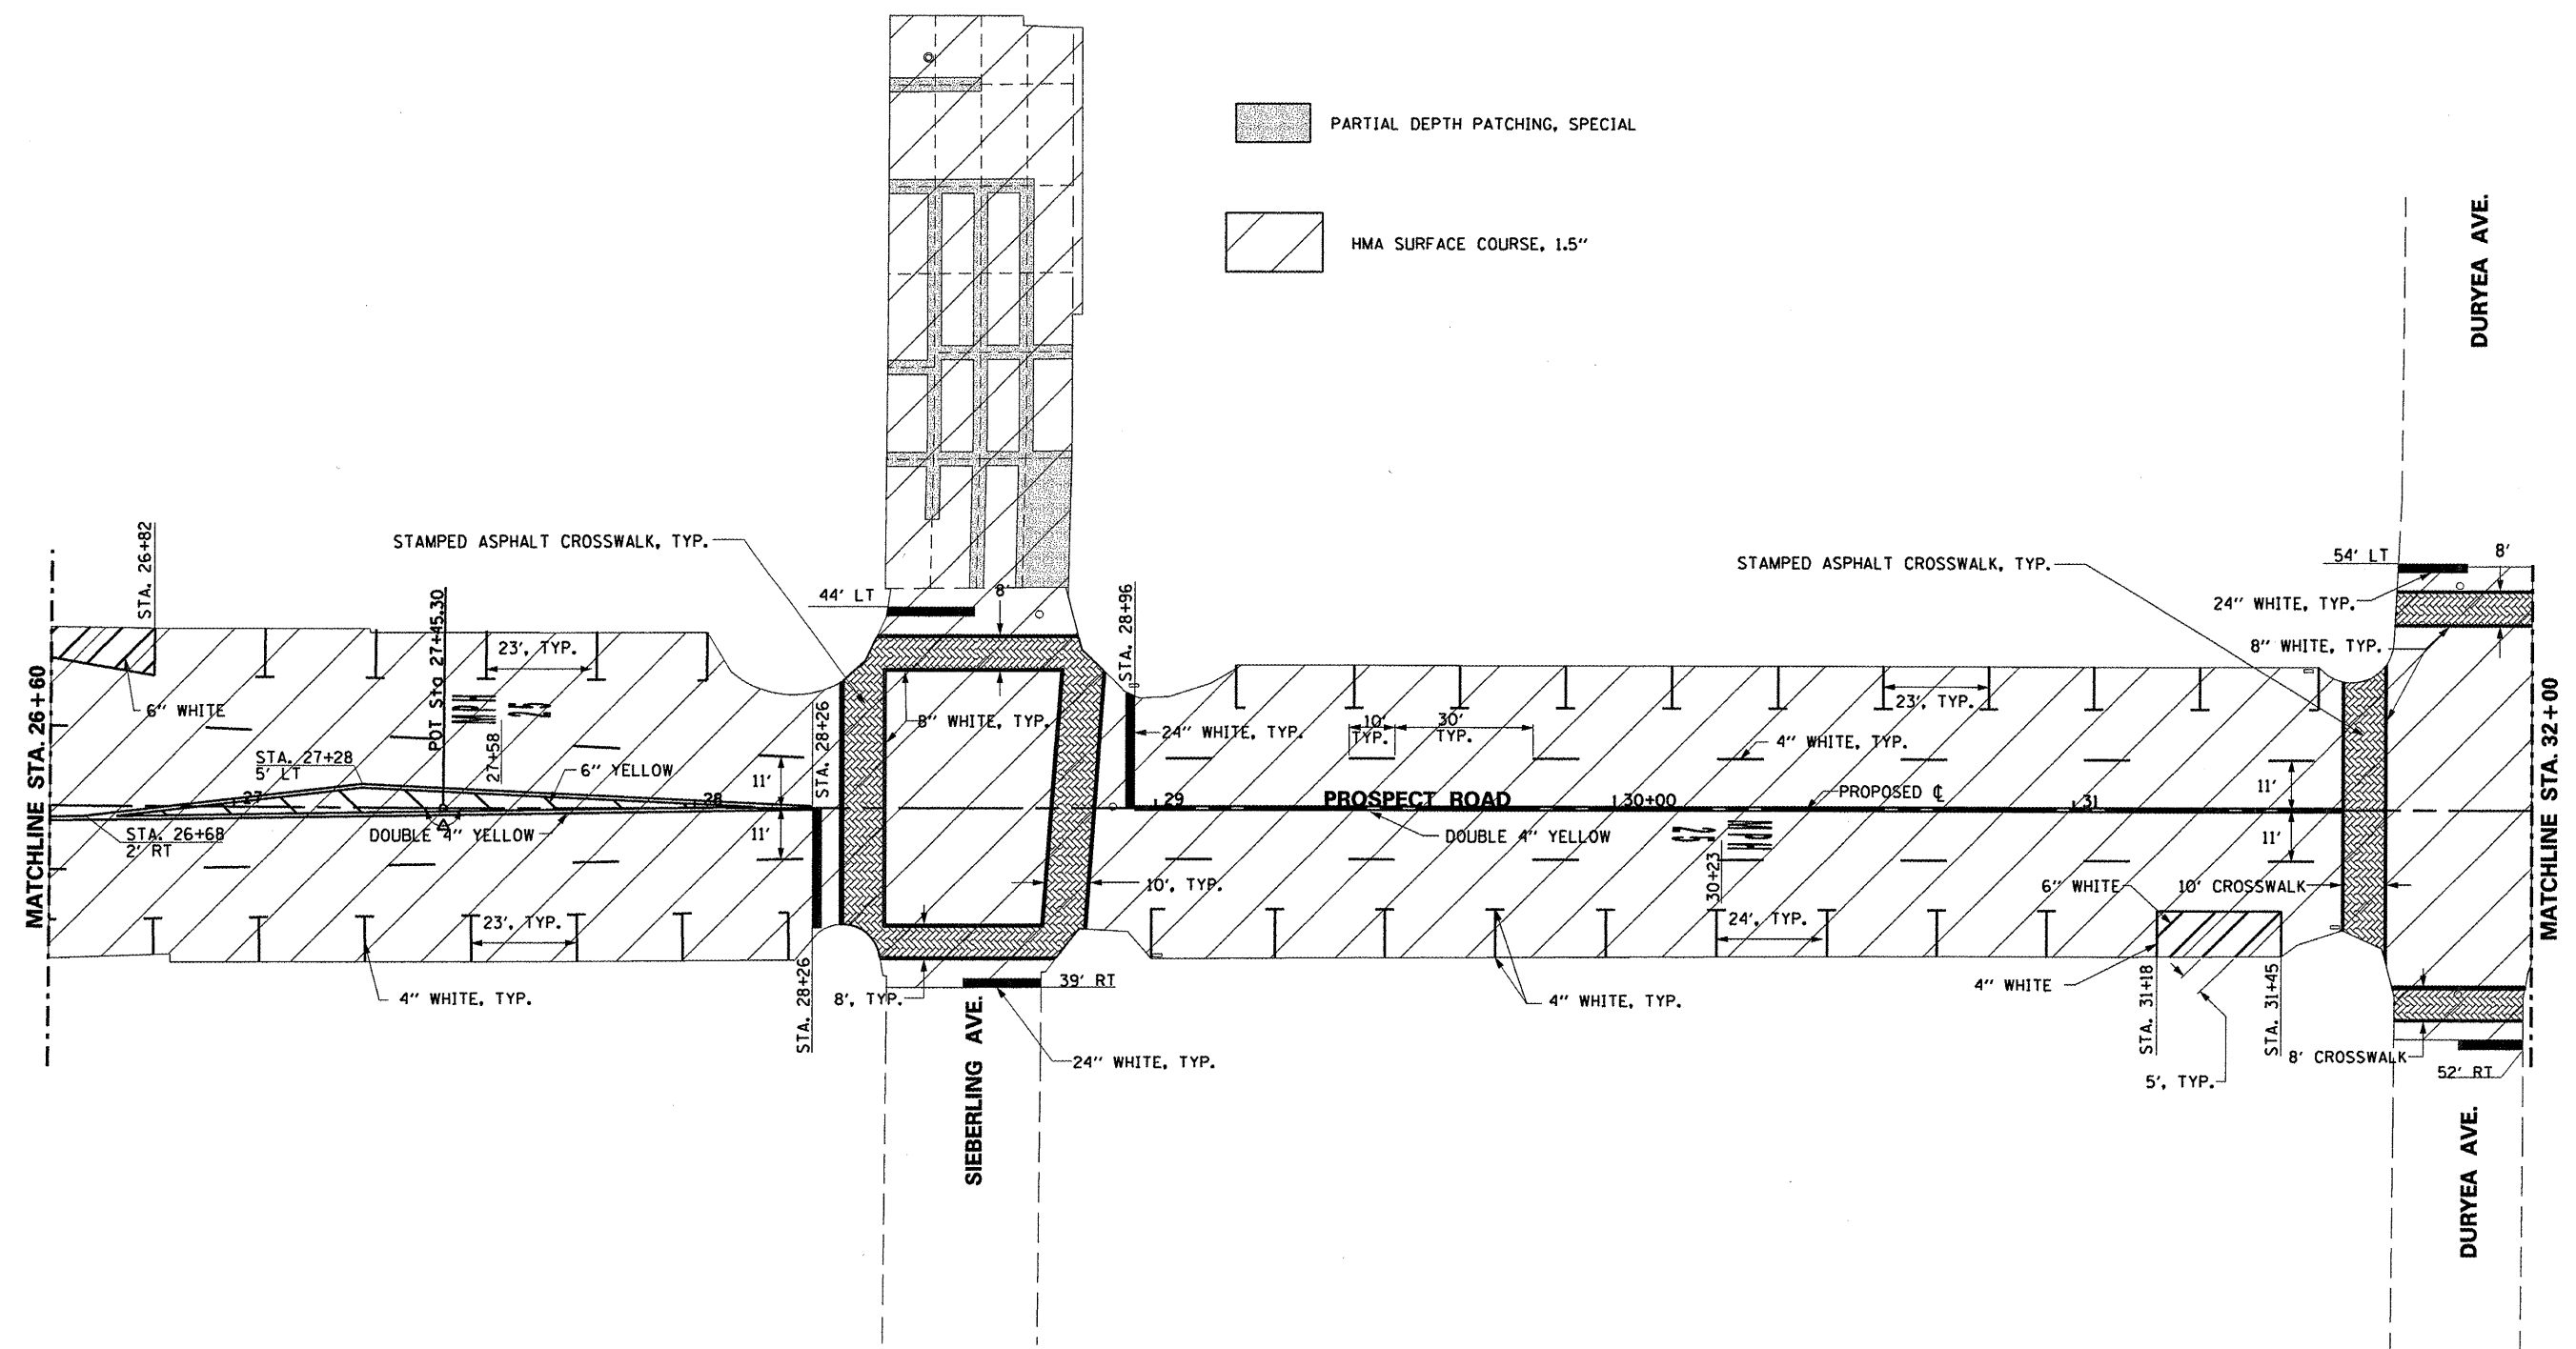 PARTIAL DEPTH PATCHING, SPECIAL
HMA SURFACE COURSE, 1.5"
DURYEA AVE.
STA. 26+82
STAMPED ASPHALT CROSSWALK, TYP.
STAMPED ASPHALT CROSSWALK, TYP.
54' LT
8'
24" WHITE, TYP.
8" WHITE, TYP.
44' LT
8'
STA. 28+96
POT Sta 27+45.30
23', TYP.
MATCHLINE STA. 26+60
6" WHITE
27+58
STA. 28+26
8" WHITE, TYP.
24" WHITE, TYP.
10'
TYP.
30'
TYP.
4" WHITE, TYP.
23', TYP.
MATCHLINE STA. 32+00
STA. 27+28
5' LT
6" YELLOW
11'
11'
27
28
29
PROSPECT ROAD
30+00
PROPOSED ℄
31
STA. 26+68
2' RT
DOUBLE 4" YELLOW
11'
DOUBLE 4" YELLOW
30+23
11'
10', TYP.
6" WHITE
10' CROSSWALK
23', TYP.
24', TYP.
4" WHITE, TYP.
STA. 28+26
8', TYP.
39' RT
4" WHITE, TYP.
4" WHITE
STA. 31+18
STA. 31+45
5', TYP.
8' CROSSWALK
52' RT
24" WHITE, TYP.
SIEBERLING AVE.
DURYEA AVE.